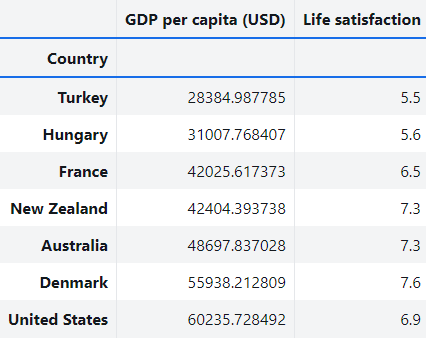 GDP per capita (USD) Life satisfaction
Country
Turkey 28384.987785 5.5
Hungary 31007.768407 5.6
France 42025.617373 6.5
New Zealand 42404.393738 7.3
Australia 48697.837028 7.3
Denmark 55938.212809 7.6
United States 60235.728492 6.9